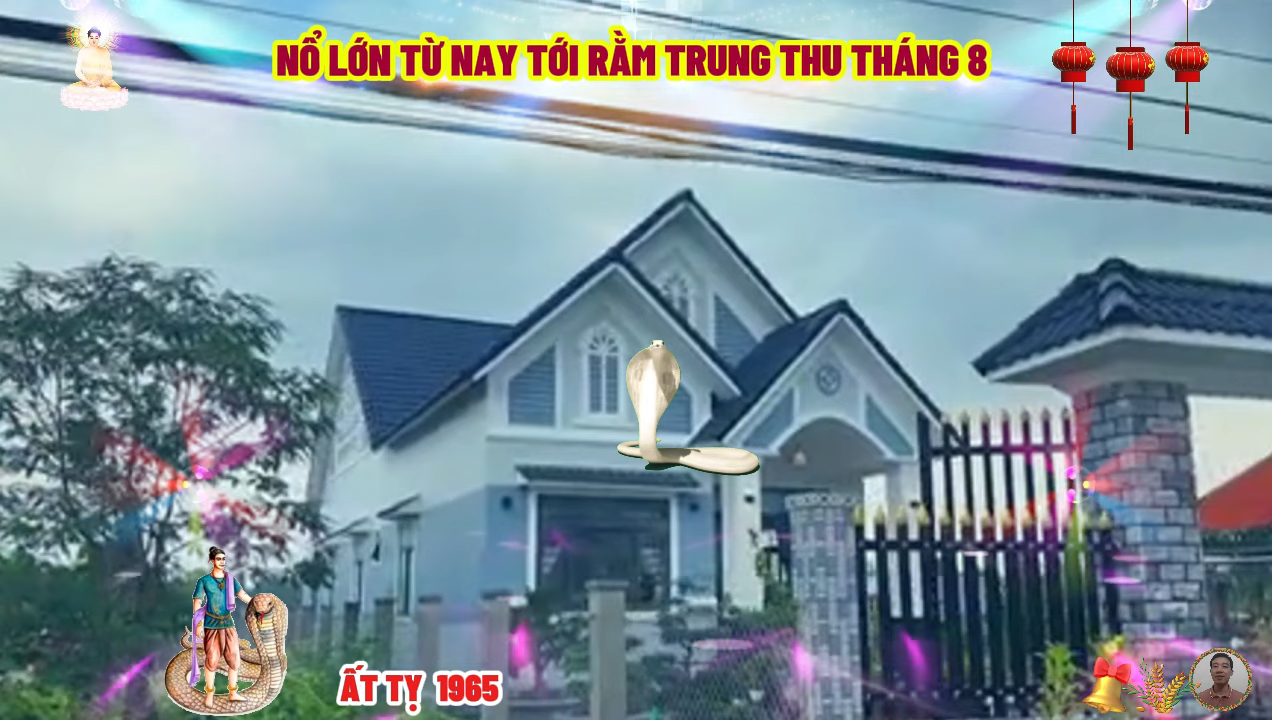 NỔ LỚN TỪ NAY TỚI RẰM TRUNG THU THÁNG 8
ẤT TỴ 1965